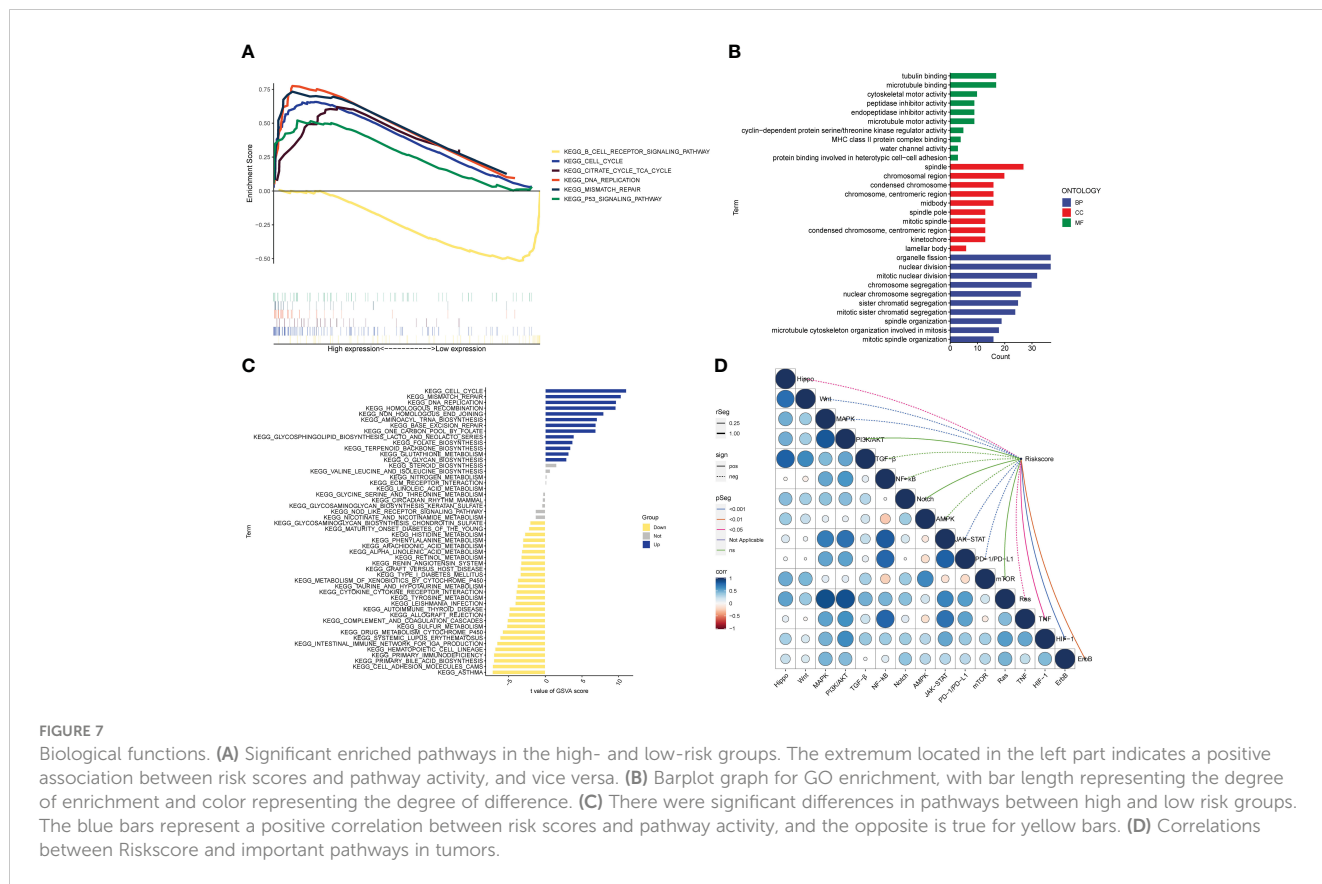 A
0.75
0.50
0.25
0.00
−0.25
−0.50
Enrichment Score
KEGG_B_CELL_RECEPTOR_SIGNALING_PATHWAY
KEGG_CELL_CYCLE
KEGG_CITRATE_CYCLE_TCA_CYCLE
KEGG_DNA_REPLICATION
KEGG_MISMATCH_REPAIR
KEGG_P53_SIGNALING_PATHWAY
High expression<------------>Low expression
B
Term
tubulin binding
microtubule binding
cytoskeletal motor activity
peptidase inhibitor activity
endopeptidase inhibitor activity
microtubule motor activity
cyclin−dependent protein serine/threonine kinase regulator activity
MHC class II protein complex binding
water channel activity
protein binding involved in heterotypic cell−cell adhesion
spindle
chromosomal region
condensed chromosome
chromosome, centromeric region
midbody
spindle pole
mitotic spindle
condensed chromosome, centromeric region
kinetochore
lamellar body
organelle fission
nuclear division
mitotic nuclear division
chromosome segregation
nuclear chromosome segregation
sister chromatid segregation
mitotic sister chromatid segregation
spindle organization
microtubule cytoskeleton organization involved in mitosis
mitotic spindle organization
0 10 20 30
Count
ONTOLOGY
BP
CC
MF
C
Term
KEGG_CELL_CYCLE
KEGG_MISMATCH_REPAIR
KEGG_DNA_REPLICATION
KEGG_HOMOLOGOUS_RECOMBINATION
KEGG_NON_HOMOLOGOUS_END_JOINING
KEGG_AMINOACYL_TRNA_BIOSYNTHESIS
KEGG_BASE_EXCISION_REPAIR
KEGG_ONE_CARBON_POOL_BY_FOLATE
KEGG_GLYCOSPHINGOLIPID_BIOSYNTHESIS_LACTO_AND_NEOLACTO_SERIES
KEGG_FOLATE_BIOSYNTHESIS
KEGG_TERPENOID_BACKBONE_BIOSYNTHESIS
KEGG_GLUTATHIONE_METABOLISM
KEGG_O_GLYCAN_BIOSYNTHESIS
KEGG_STEROID_BIOSYNTHESIS
KEGG_VALINE_LEUCINE_AND_ISOLEUCINE_BIOSYNTHESIS
KEGG_NITROGEN_METABOLISM
KEGG_ECM_RECEPTOR_INTERACTION
KEGG_LINOLEIC_ACID_METABOLISM
KEGG_GLYCINE_SERINE_AND_THREONINE_METABOLISM
KEGG_CIRCADIAN_RHYTHM_MAMMAL
KEGG_GLYCOSAMINOGLYCAN_BIOSYNTHESIS_KERATAN_SULFATE
KEGG_NOD_LIKE_RECEPTOR_SIGNALING_PATHWAY
KEGG_NICOTINATE_AND_NICOTINAMIDE_METABOLISM
KEGG_GLYCOSAMINOGLYCAN_BIOSYNTHESIS_CHONDROITIN_SULFATE
KEGG_MATURITY_ONSET_DIABETES_OF_THE_YOUNG
KEGG_HISTIDINE_METABOLISM
KEGG_PHENYLALANINE_METABOLISM
KEGG_ARACHIDONIC_ACID_METABOLISM
KEGG_ALPHA_LINOLENIC_ACID_METABOLISM
KEGG_RETINOL_METABOLISM
KEGG_RENIN_ANGIOTENSIN_SYSTEM
KEGG_GRAFT_VERSUS_HOST_DISEASE
KEGG_TYPE_I_DIABETES_MELLITUS
KEGG_METABOLISM_OF_XENOBIOTICS_BY_CYTOCHROME_P450
KEGG_TAURINE_AND_HYPOTAURINE_METABOLISM
KEGG_CYTOKINE_CYTOKINE_RECEPTOR_INTERACTION
KEGG_TYROSINE_METABOLISM
KEGG_LEISHMANIA_INFECTION
KEGG_AUTOIMMUNE_THYROID_DISEASE
KEGG_ALLOGRAFT_REJECTION
KEGG_COMPLEMENT_AND_COAGULATION_CASCADES
KEGG_SULFUR_METABOLISM
KEGG_DRUG_METABOLISM_CYTOCHROME_P450
KEGG_SYSTEMIC_LUPUS_ERYTHEMATOSUS
KEGG_INTESTINAL_IMMUNE_NETWORK_FOR_IGA_PRODUCTION
KEGG_HEMATOPOIETIC_CELL_LINEAGE
KEGG_PRIMARY_IMMUNODEFICIENCY
KEGG_PRIMARY_BILE_ACID_BIOSYNTHESIS
KEGG_CELL_ADHESION_MOLECULES_CAMS
KEGG_ASTHMA
−5 0 5 10
t value of GSVA score
Group
Down
Not
Up
D
rSeg
0.25
1.00
sign
pos
neg
pSeg
<0.001
<0.01
<0.05
Not Applicable
ns
corr
1
0.5
0
−0.5
−1
Hippo
Wnt
MAPK
PI3K/AKT
TGF−β
NF−kB
Notch
AMPK
JAK−STAT
PD−1/PD−L1
mTOR
Ras
TNF
HIF−1
ErbB
Riskscore
Hippo Wnt MAPK PI3K/AKT TGF−β NF−kB Notch AMPK JAK−STAT PD−1/PD−L1 mTOR Ras TNF HIF−1 ErbB
FIGURE 7
Biological functions. (A) Significant enriched pathways in the high- and low-risk groups. The extremum located in the left part indicates a positive
association between risk scores and pathway activity, and vice versa. (B) Barplot graph for GO enrichment, with bar length representing the degree
of enrichment and color representing the degree of difference. (C) There were significant differences in pathways between high and low risk groups.
The blue bars represent a positive correlation between risk scores and pathway activity, and the opposite is true for yellow bars. (D) Correlations
between Riskscore and important pathways in tumors.